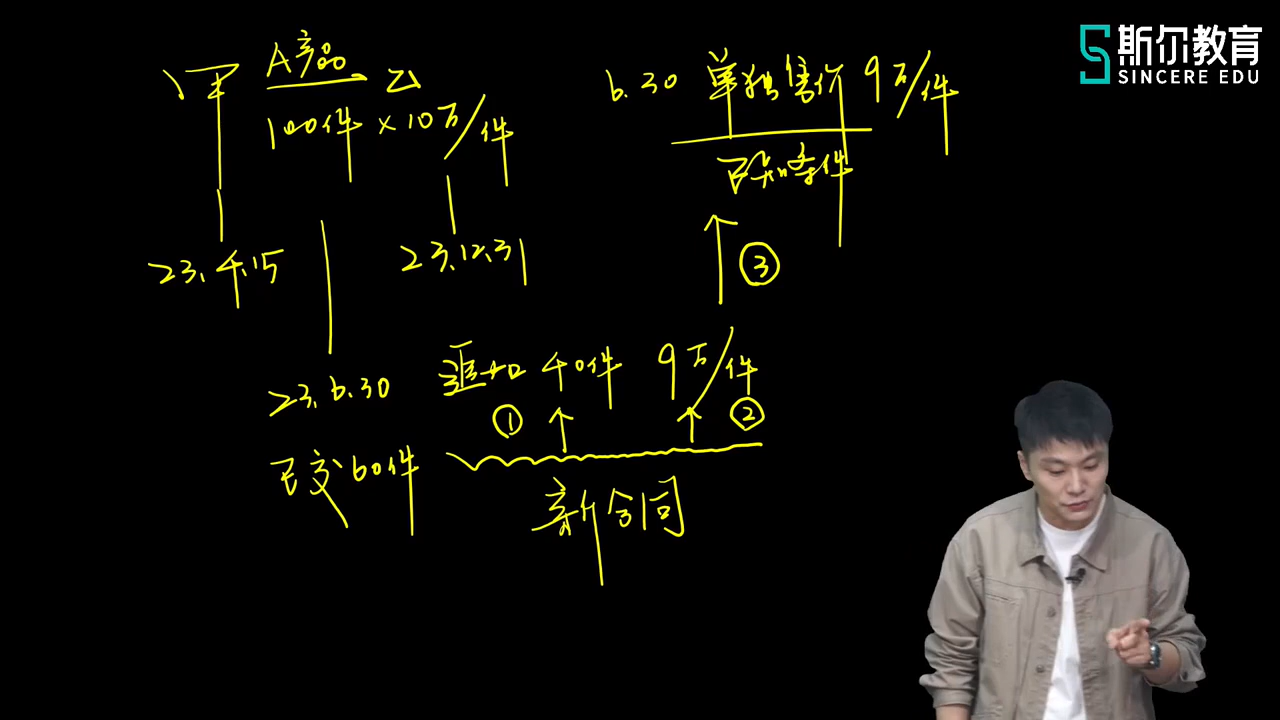 斯尔教育
SINCERE EDU
甲 A产品 乙
100件 × 10万/件
23.4.15
23.12.31
6.30 单独售价 9万/件
已知条件
③
23.6.30 追加 40件 9万/件
① ②
已交60件
新合同